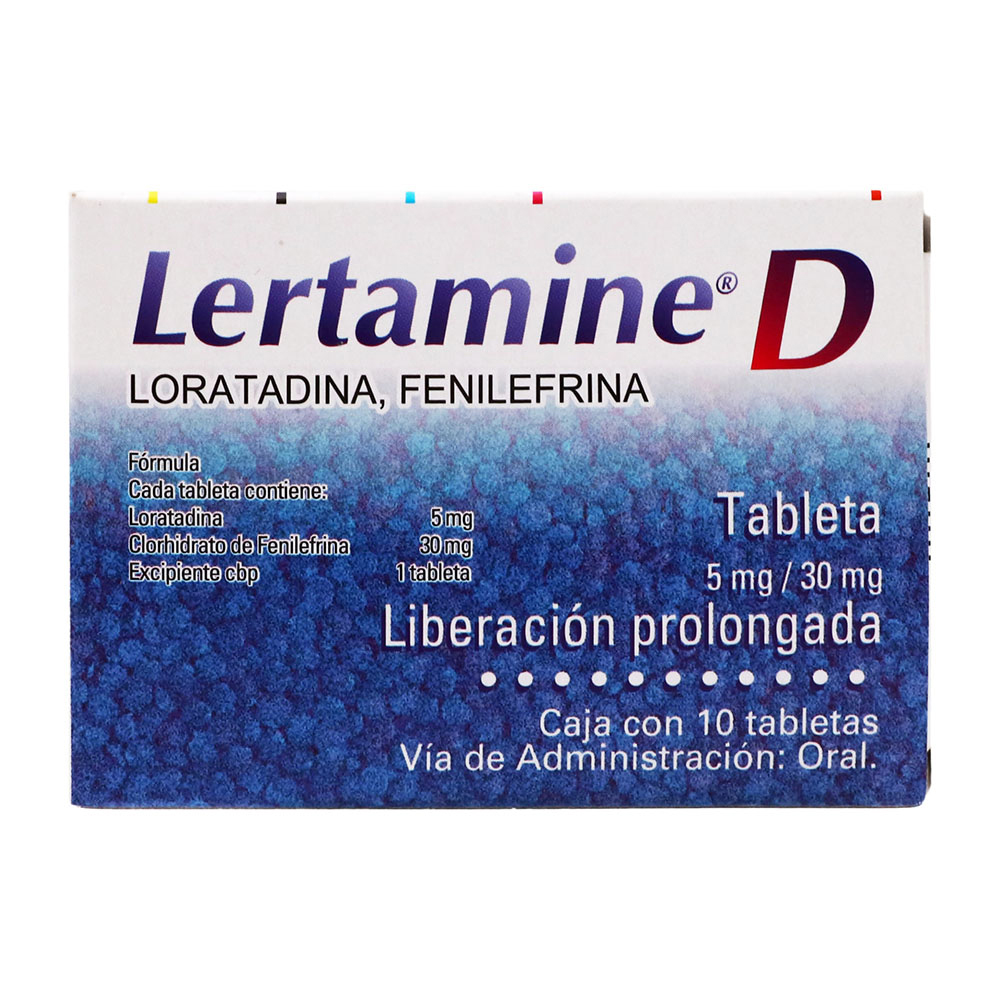 Lertamine® D
LORATADINA, FENILEFRINA
Fórmula
Cada tableta contiene:
Loratadina 5 mg
Clorhidrato de Fenilefrina 30 mg
Excipiente cbp 1 tableta
Tableta
5 mg / 30 mg
Liberación prolongada
Caja con 10 tabletas
Vía de Administración: Oral.